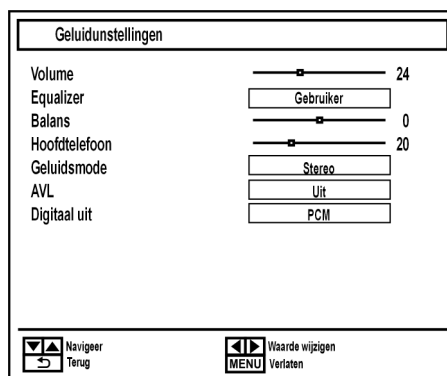 Geluidunstellingen
Volume 24
Equalizer Gebruiker
Balans 0
Hoofdtelefoon 20
Geluidsmode Stereo
AVL Uit
Digitaal uit PCM
Navigeer Waarde wijzigen
Terug MENU Verlaten